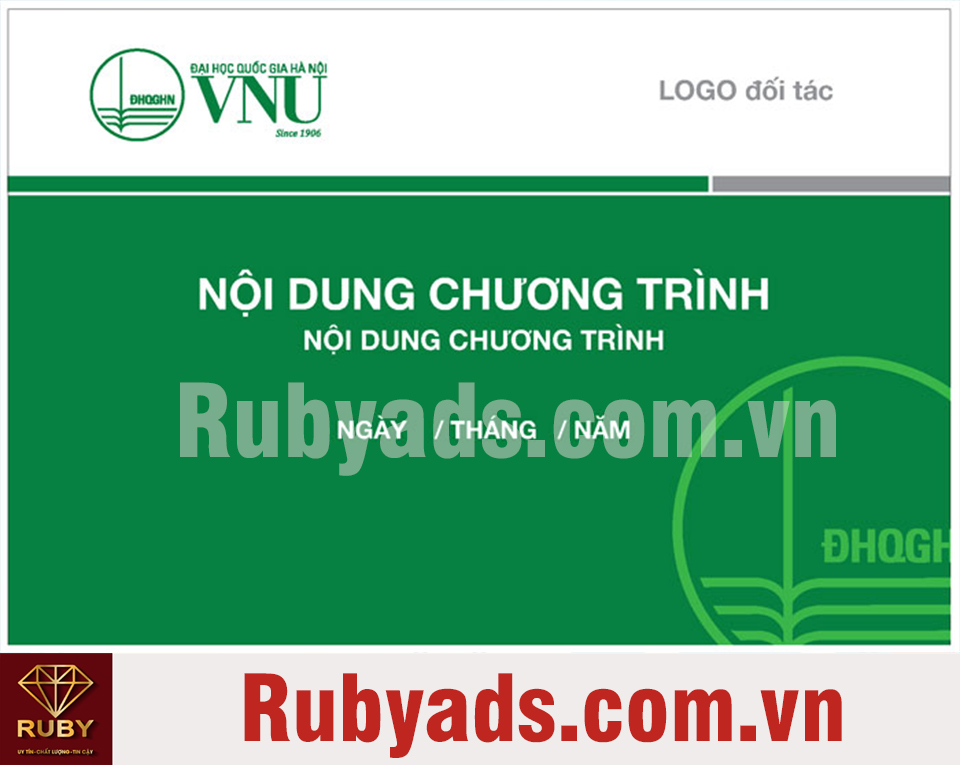 ĐẠI HỌC QUỐC GIA HÀ NỘI
ĐHQGHN
VNU
Since 1906
LOGO đối tác
NỘI DUNG CHƯƠNG TRÌNH
NỘI DUNG CHƯƠNG TRÌNH
Rubyads.com.vn
NGÀY / THÁNG / NĂM
ĐHQGH
RUBY
UY TÍN-CHẤT LƯỢNG-TIN CẬY
Rubyads.com.vn